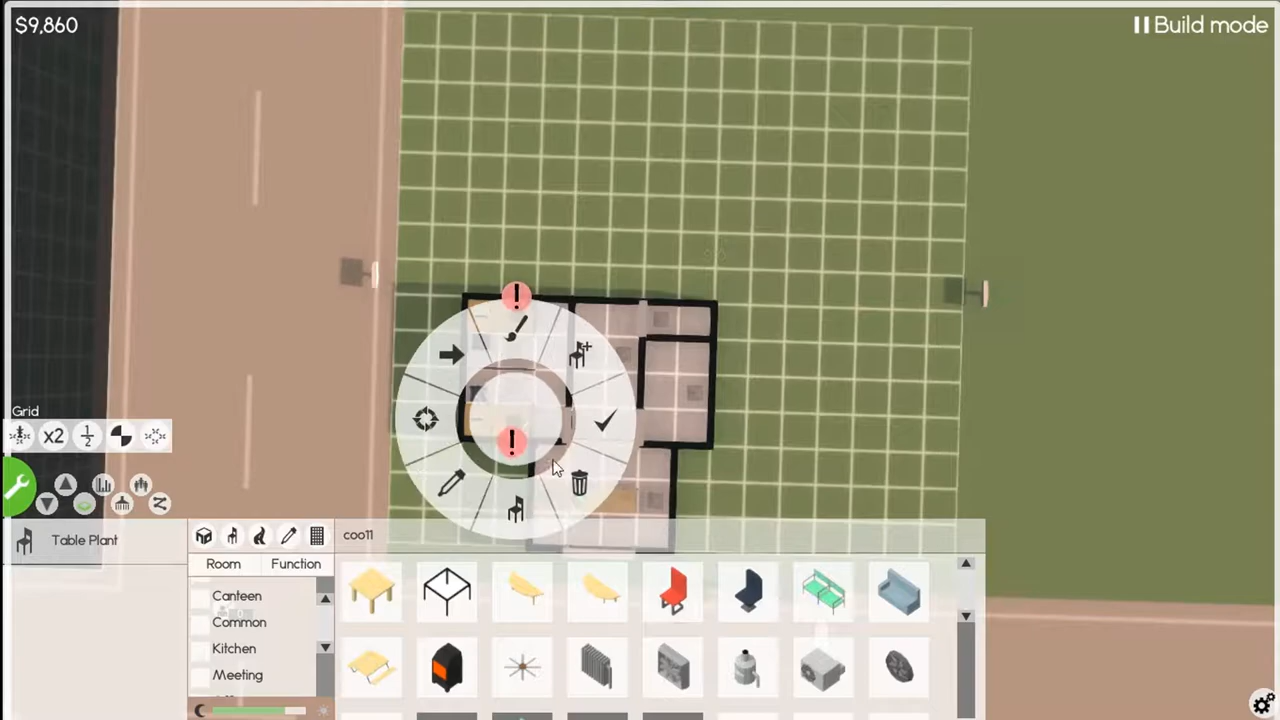 $9,860
Build mode
Grid
x2
1/2
Table Plant
coo11
Room
Function
Canteen
Common
Kitchen
Meeting